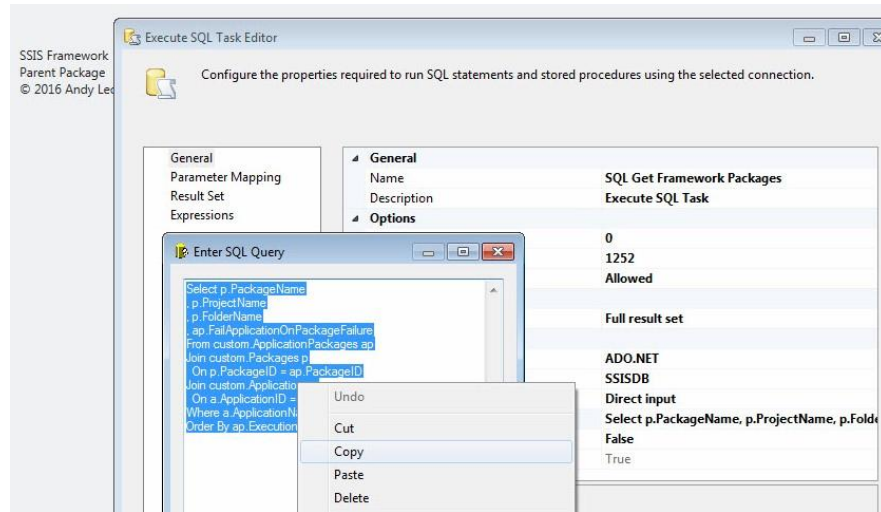 Execute SQL Task Editor
SSIS Framework
Parent Package
© 2016 Andy
Configure the properties required to run SQL statements and stored procedures using the selected connection.
General
Parameter Mapping
Result Set
Expressions
General
Name SQL Get Framework Packages
Description Execute SQL Task
Options
0
1252
Allowed
Full result set
ADO.NET
SSISDB
Direct input
Select p.PackageName, p.ProjectName, p.Folde
False
True
Enter SQL Query
Select p.PackageName
, p.ProjectName
, p.FolderName
, ap.FailApplicationOnPackageFailure
From custom.ApplicationPackages ap
Join custom.Packages p
On p.PackageID = ap.PackageID
Join custom.Applicatio
On a.ApplicationID =
Where a.ApplicationNa
Order By ap.Execution
Undo
Cut
Copy
Paste
Delete